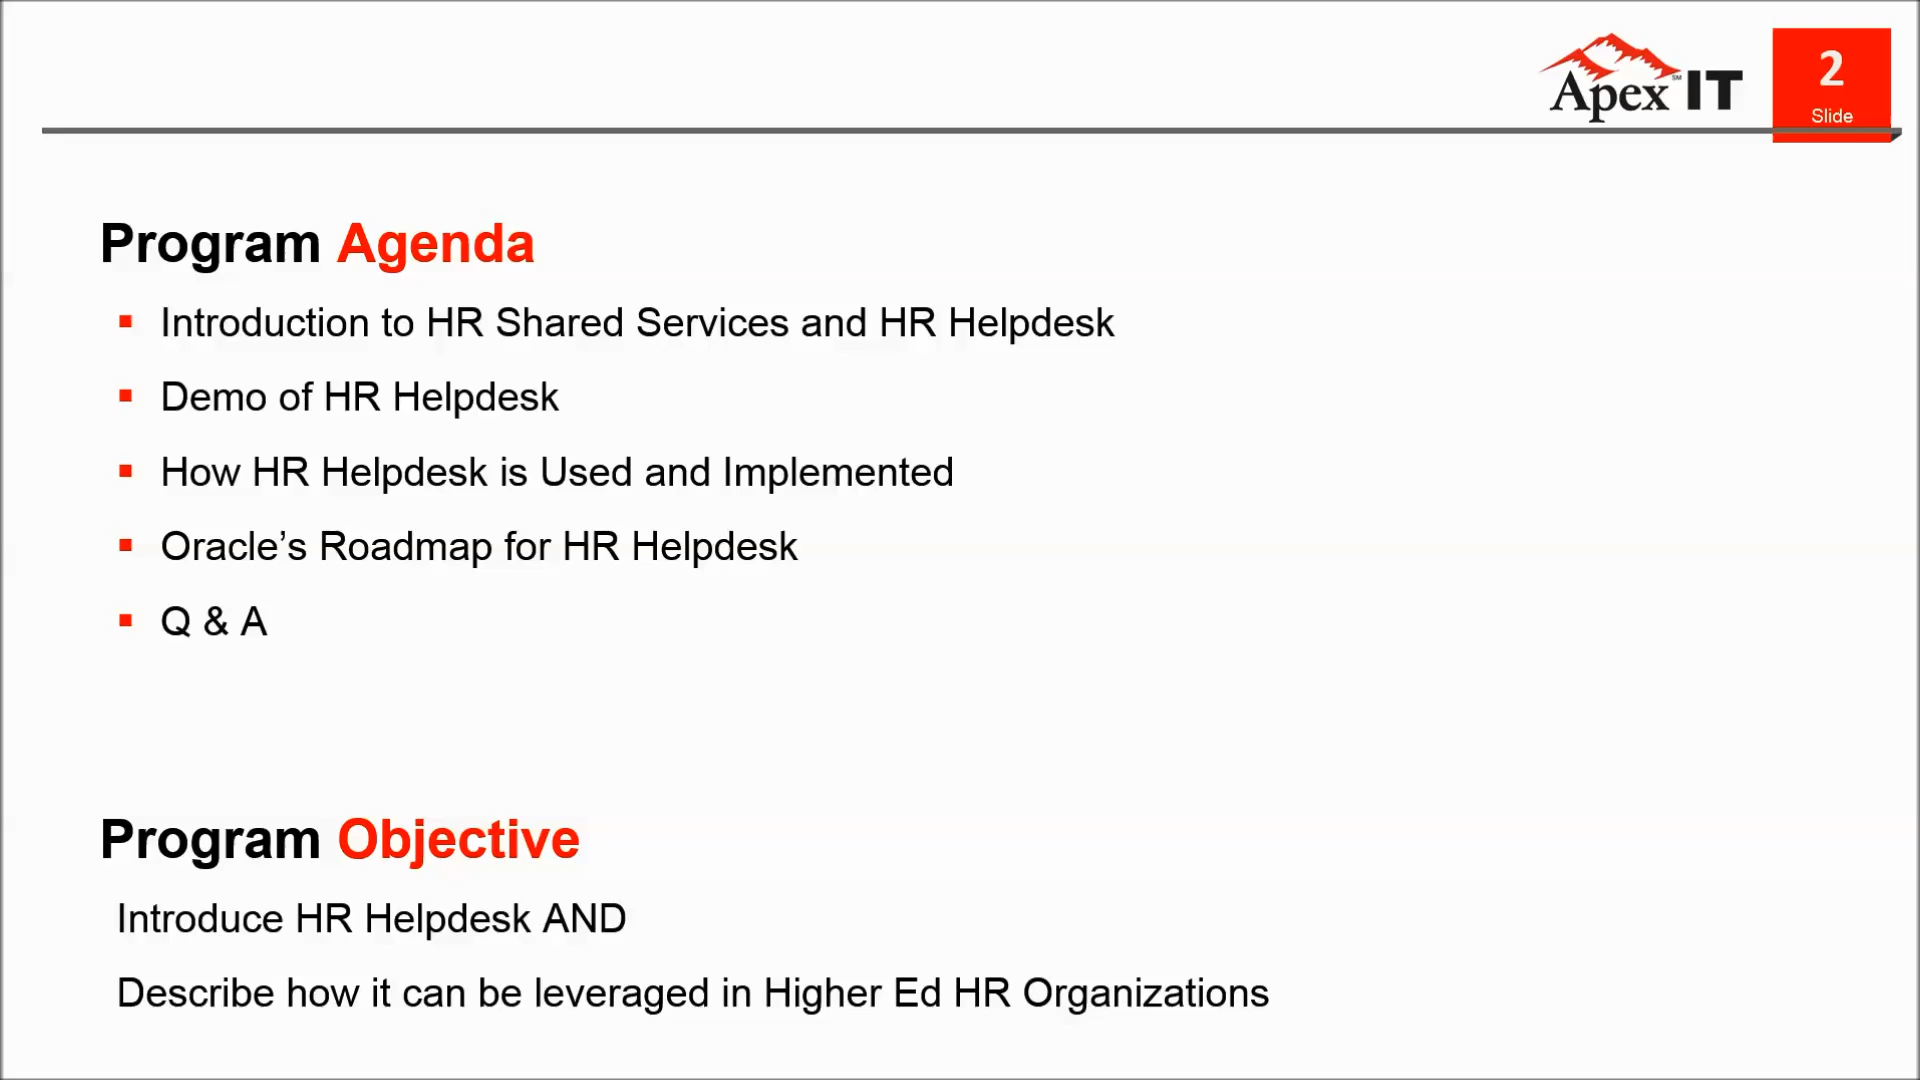 Apex IT
SM
2
Slide
Program Agenda
▪ Introduction to HR Shared Services and HR Helpdesk
▪ Demo of HR Helpdesk
▪ How HR Helpdesk is Used and Implemented
▪ Oracle’s Roadmap for HR Helpdesk
▪ Q & A
Program Objective
Introduce HR Helpdesk AND
Describe how it can be leveraged in Higher Ed HR Organizations